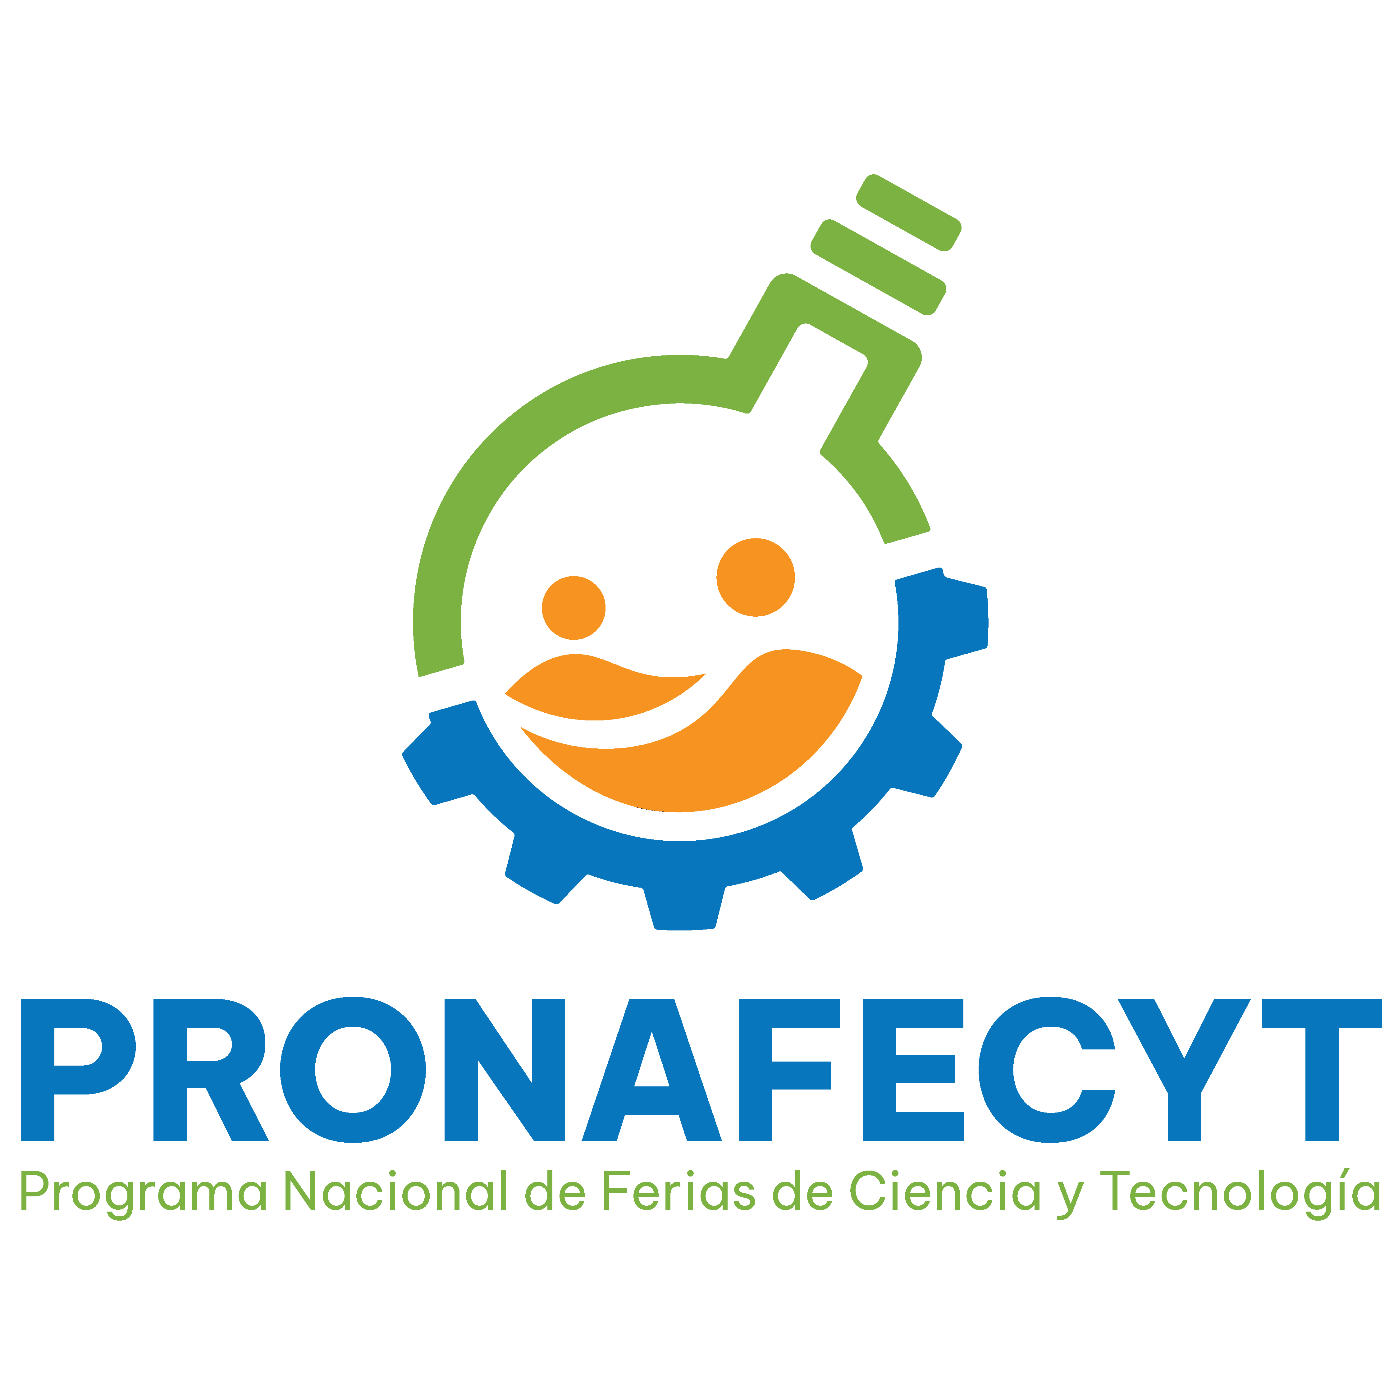 PRONAFECYT
Programa Nacional de Ferias de Ciencia y Tecnología